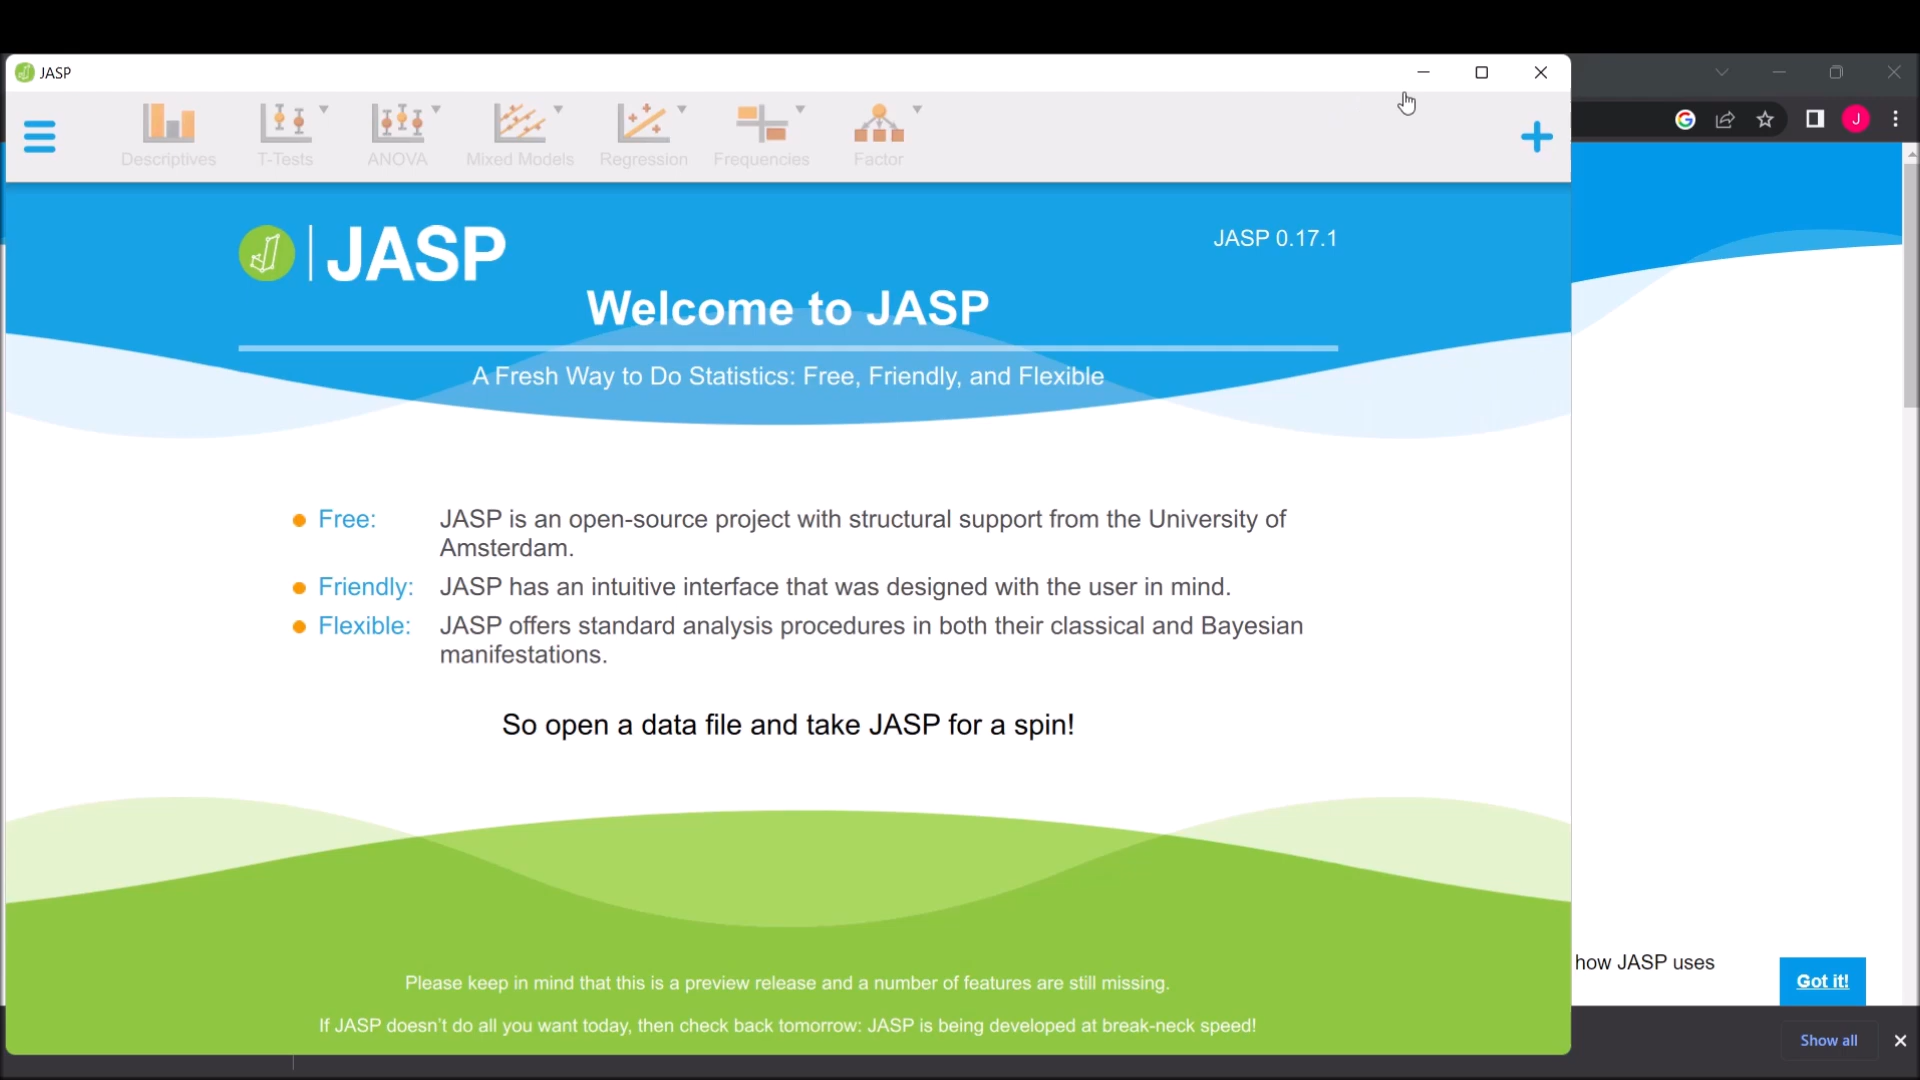 JASP
Descriptives
T-Tests
ANOVA
Mixed Models
Regression
Frequencies
Factor
J
JASP
JASP 0.17.1
Welcome to JASP
A Fresh Way to Do Statistics: Free, Friendly, and Flexible
Free: JASP is an open-source project with structural support from the University of
Amsterdam.
Friendly: JASP has an intuitive interface that was designed with the user in mind.
Flexible: JASP offers standard analysis procedures in both their classical and Bayesian
manifestations.
So open a data file and take JASP for a spin!
Please keep in mind that this is a preview release and a number of features are still missing.
If JASP doesn't do all you want today, then check back tomorrow: JASP is being developed at break-neck speed!
how JASP uses
Got it!
Show all